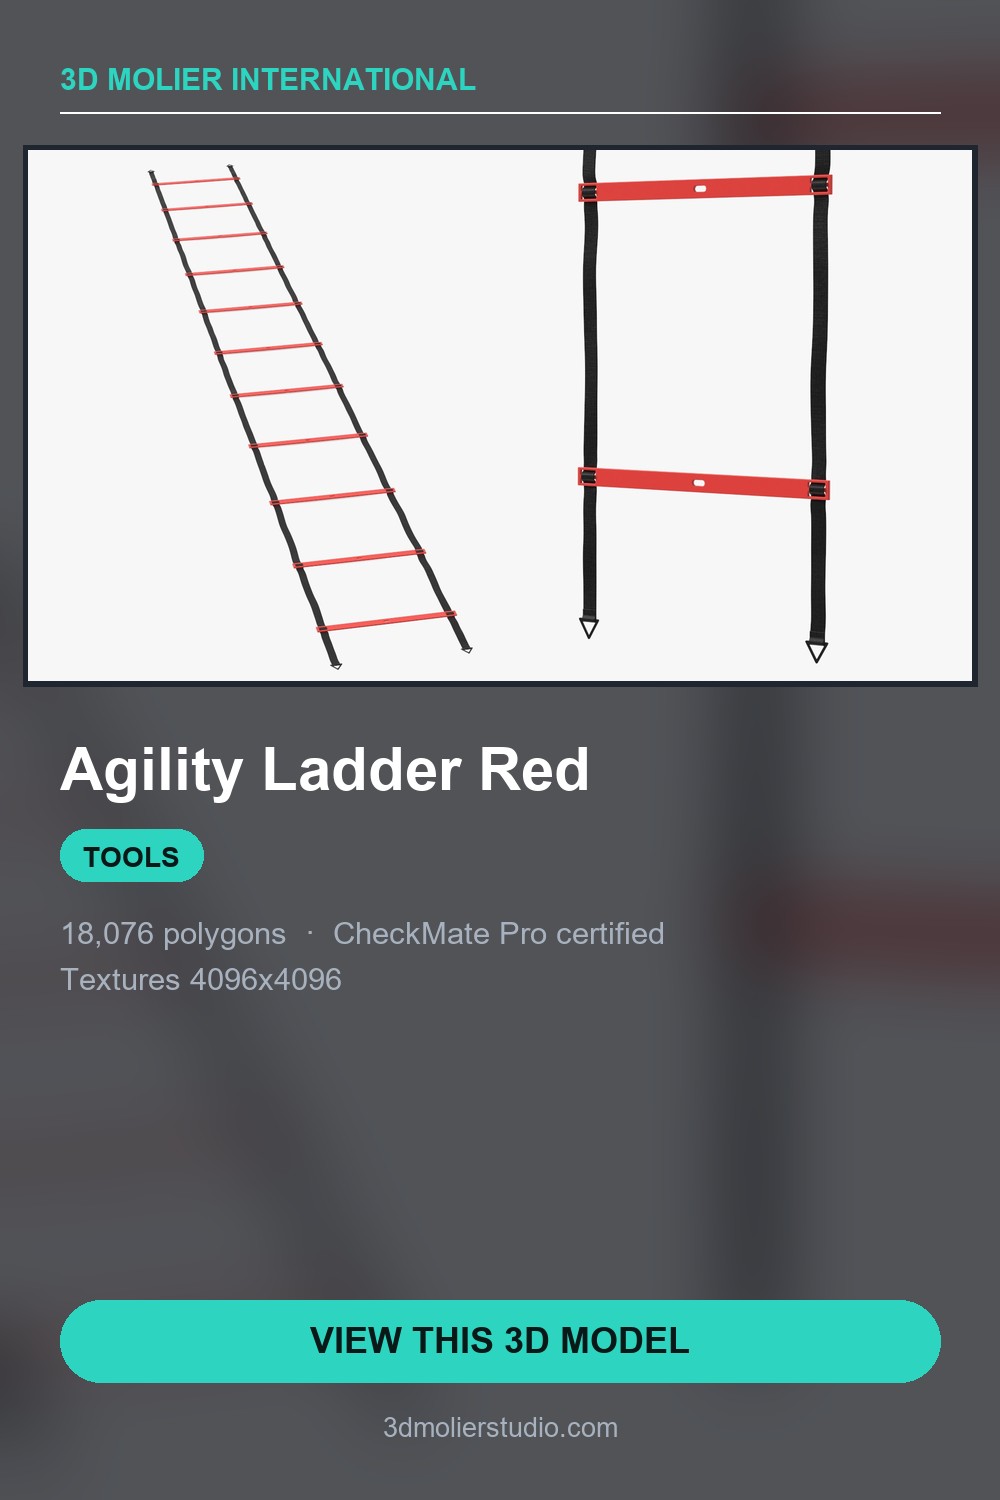 3D MOLIER INTERNATIONAL
Agility Ladder Red
TOOLS
18,076 polygons · CheckMate Pro certified
Textures 4096x4096
VIEW THIS 3D MODEL
3dmolierstudio.com